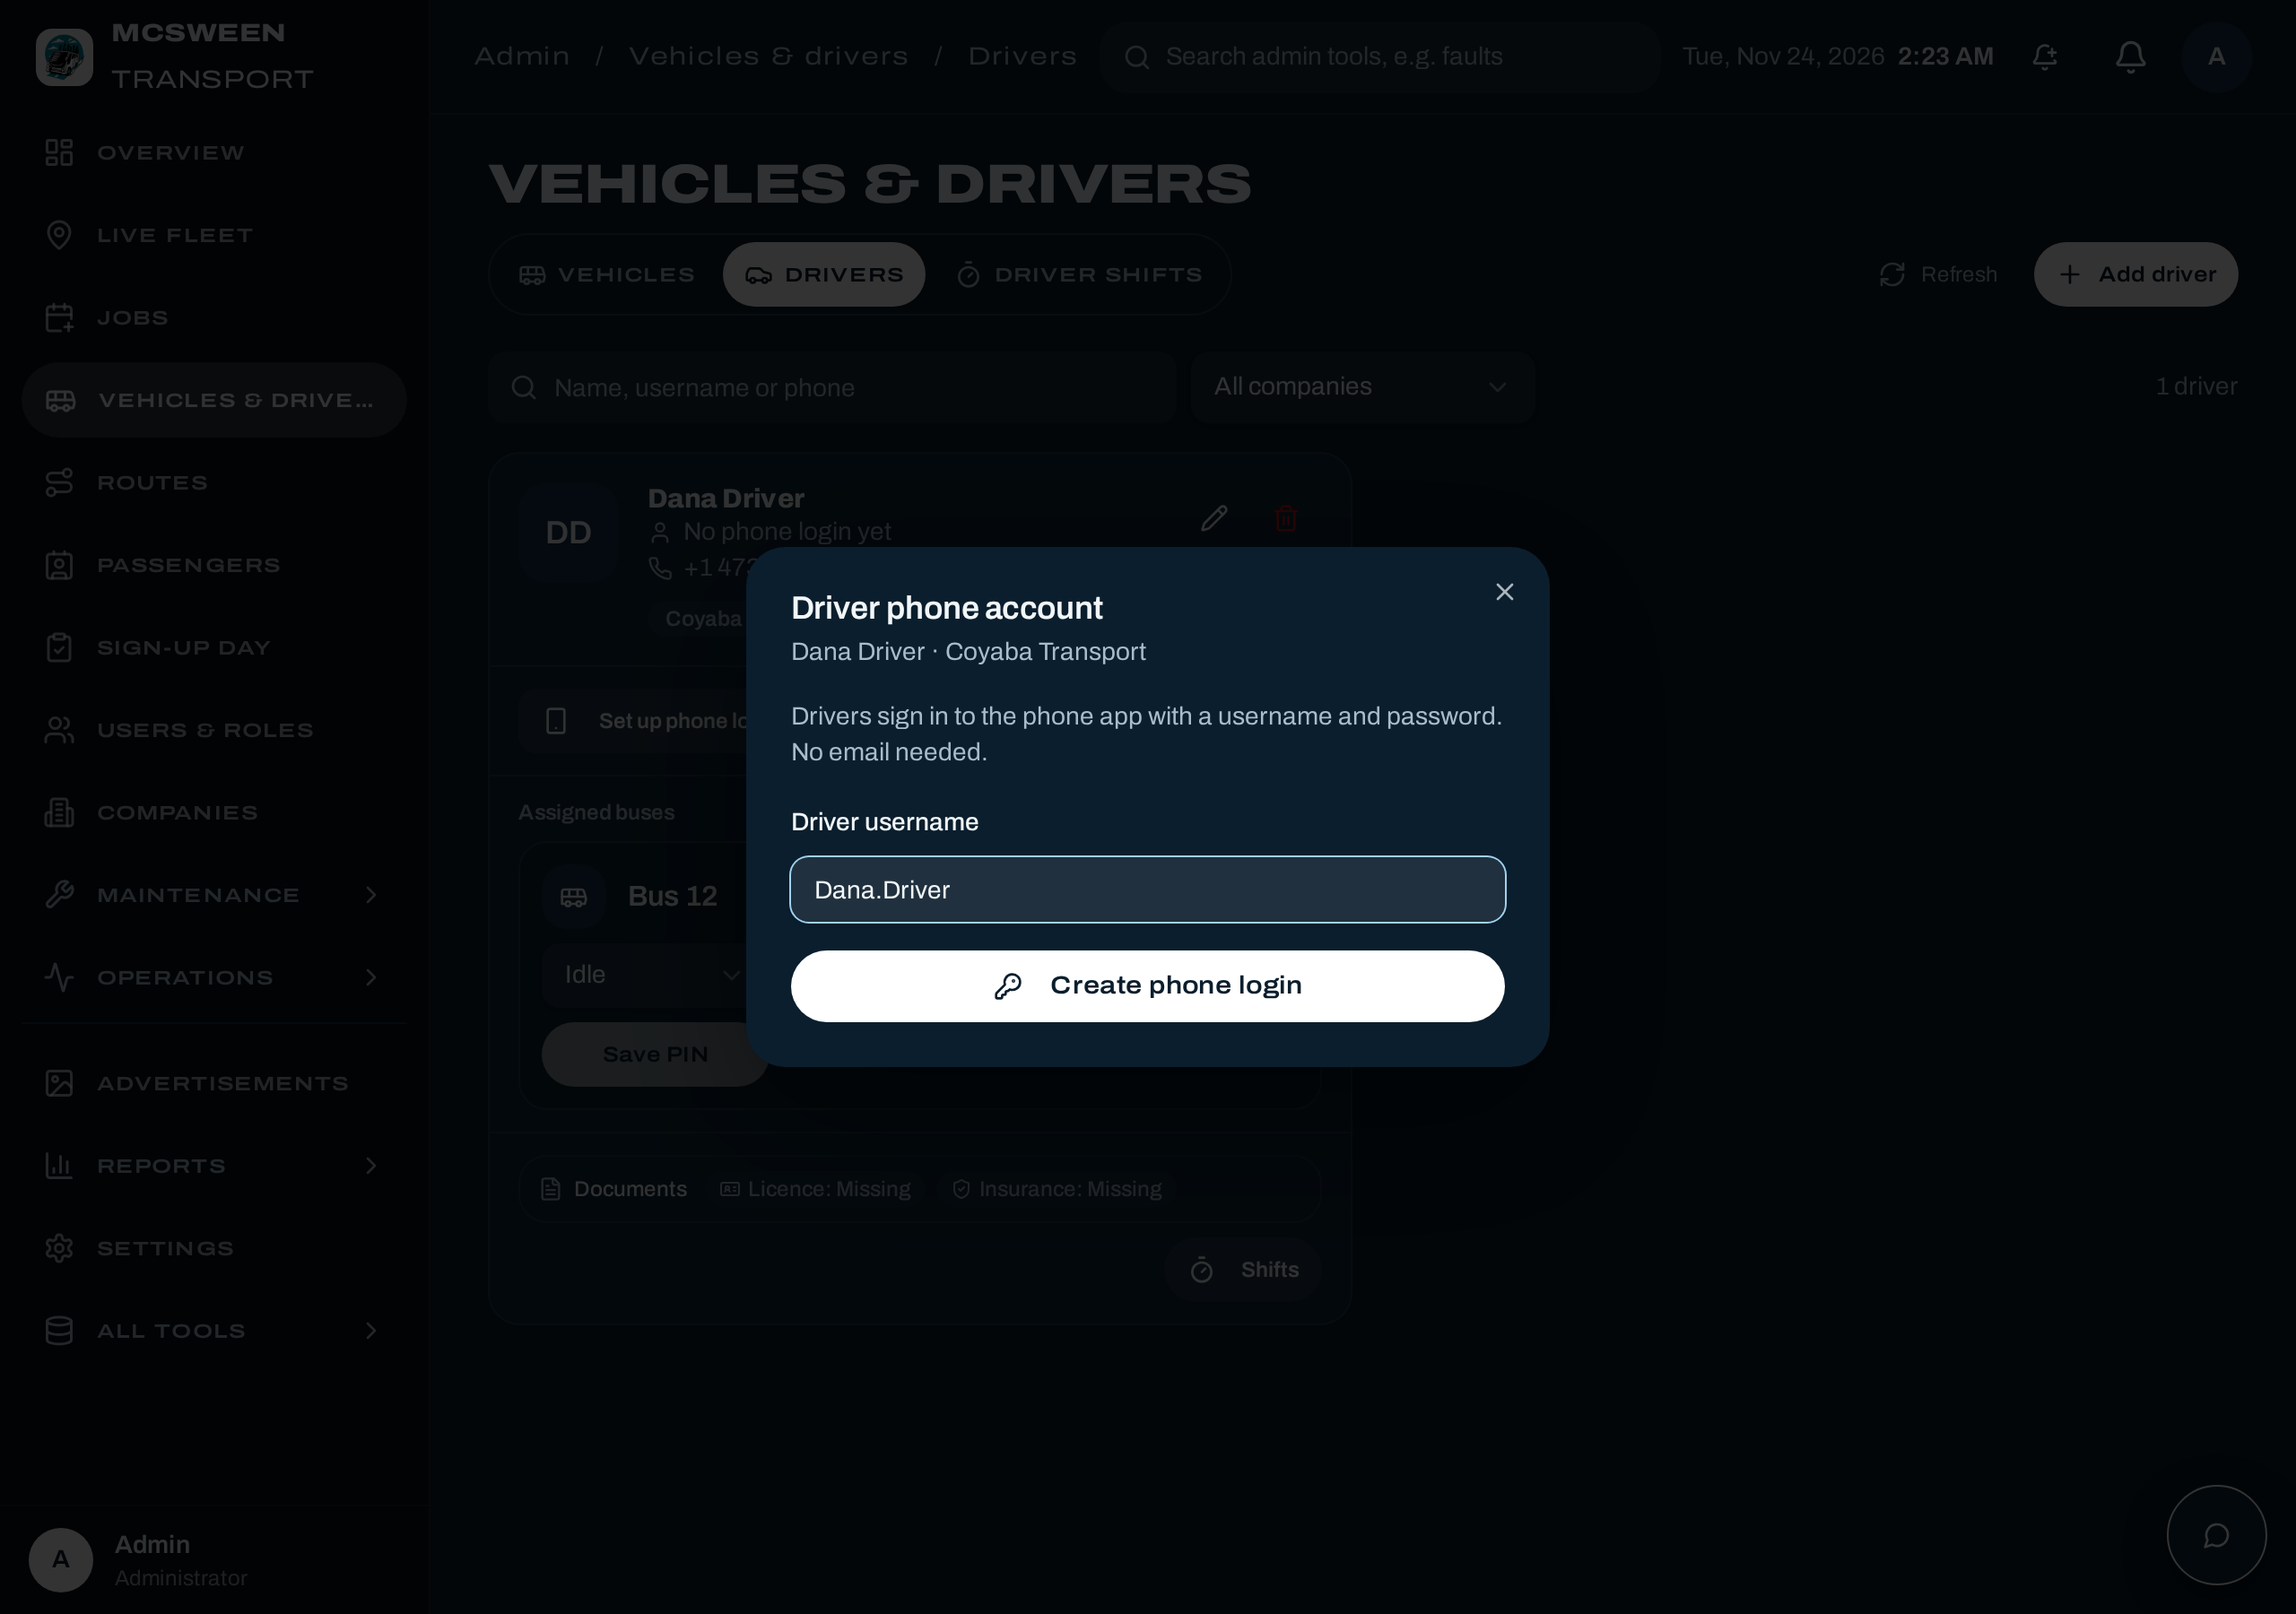 MCSWEEN
TRANSPORT
Admin / Vehicles & drivers / Drivers
Search admin tools, e.g. faults
Tue, Nov 24, 2026 2:23 AM
A
OVERVIEW
LIVE FLEET
JOBS
VEHICLES & DRIVE...
ROUTES
PASSENGERS
SIGN-UP DAY
USERS & ROLES
COMPANIES
MAINTENANCE
OPERATIONS
ADVERTISEMENTS
REPORTS
SETTINGS
ALL TOOLS
A
Admin
Administrator
VEHICLES & DRIVERS
VEHICLES
DRIVERS
DRIVER SHIFTS
Refresh
Add driver
Name, username or phone
All companies
1 driver
DD
Dana Driver
No phone login yet
+1 473
Coyaba
Set up phone lo
Assigned buses
Bus 12
Idle
Save PIN
Documents
Licence: Missing
Insurance: Missing
Shifts
Driver phone account
Dana Driver · Coyaba Transport
Drivers sign in to the phone app with a username and password.
No email needed.
Driver username
Dana.Driver
Create phone login